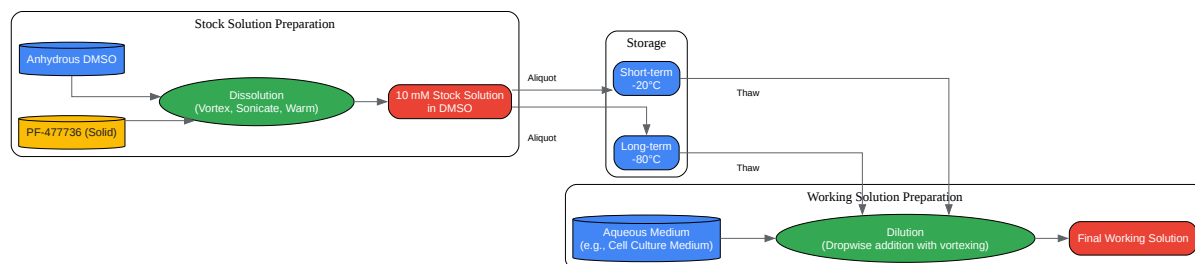 Stock Solution Preparation
Anhydrous DMSO
PF-477736 (Solid)
Dissolution
(Vortex, Sonicate, Warm)
10 mM Stock Solution
in DMSO
Aliquot
Aliquot
Storage
Short-term
-20°C
Long-term
-80°C
Thaw
Thaw
Working Solution Preparation
Aqueous Medium
(e.g., Cell Culture Medium)
Dilution
(Dropwise addition with vortexing)
Final Working Solution